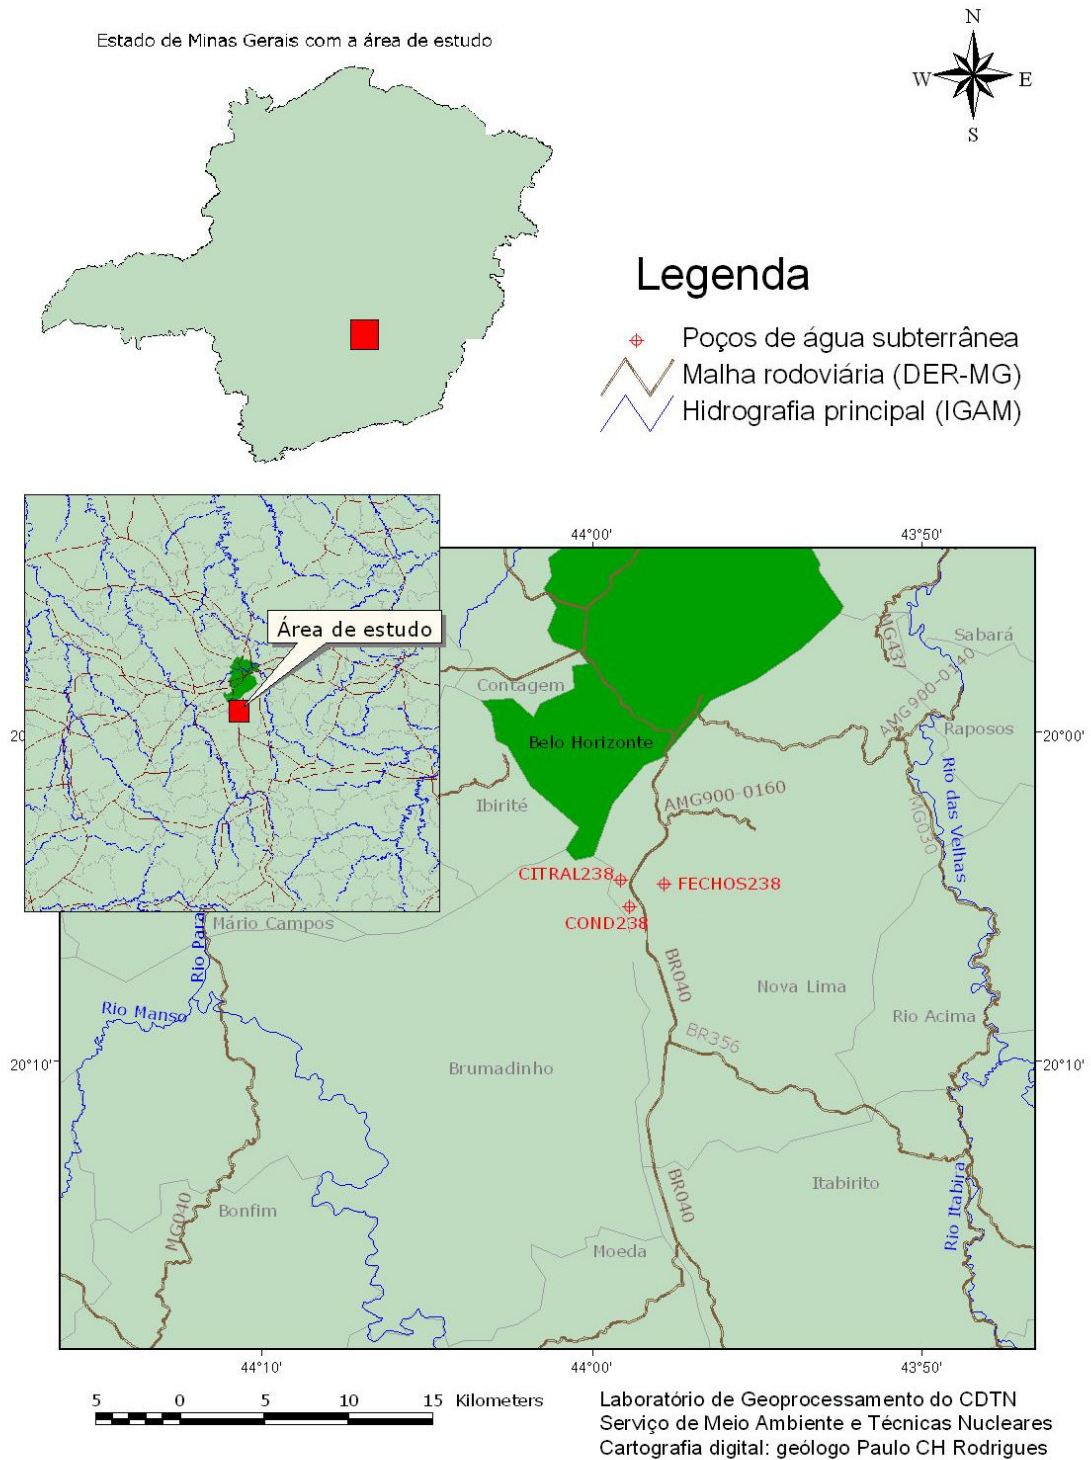 Estado de Minas Gerais com a área de estudo
N
W
E
S
Legenda
Poços de água subterrânea
Malha rodoviária (DER-MG)
Hidrografia principal (IGAM)
Área de estudo
44°00'
43°50'
MG437
Sabará
AMG900-0140
Contagem
Raposos
20°00'
Belo Horizonte
Rio das Velhas
Ibirité
AMG900-0160
MG030
CITRAL238
FECHOS238
COND238
Mário Campos
Rio Para
BR040
Nova Lima
Rio Manso
Rio Acima
BR356
20°10'
20°10'
Brumadinho
BR040
Itabirito
MG040
Bonfim
Rio Itabira
Moeda
44°10'
44°00'
43°50'
5 0 5 10 15 Kilometers
Laboratório de Geoprocessamento do CDTN
Serviço de Meio Ambiente e Técnicas Nucleares
Cartografia digital: geólogo Paulo CH Rodrigues